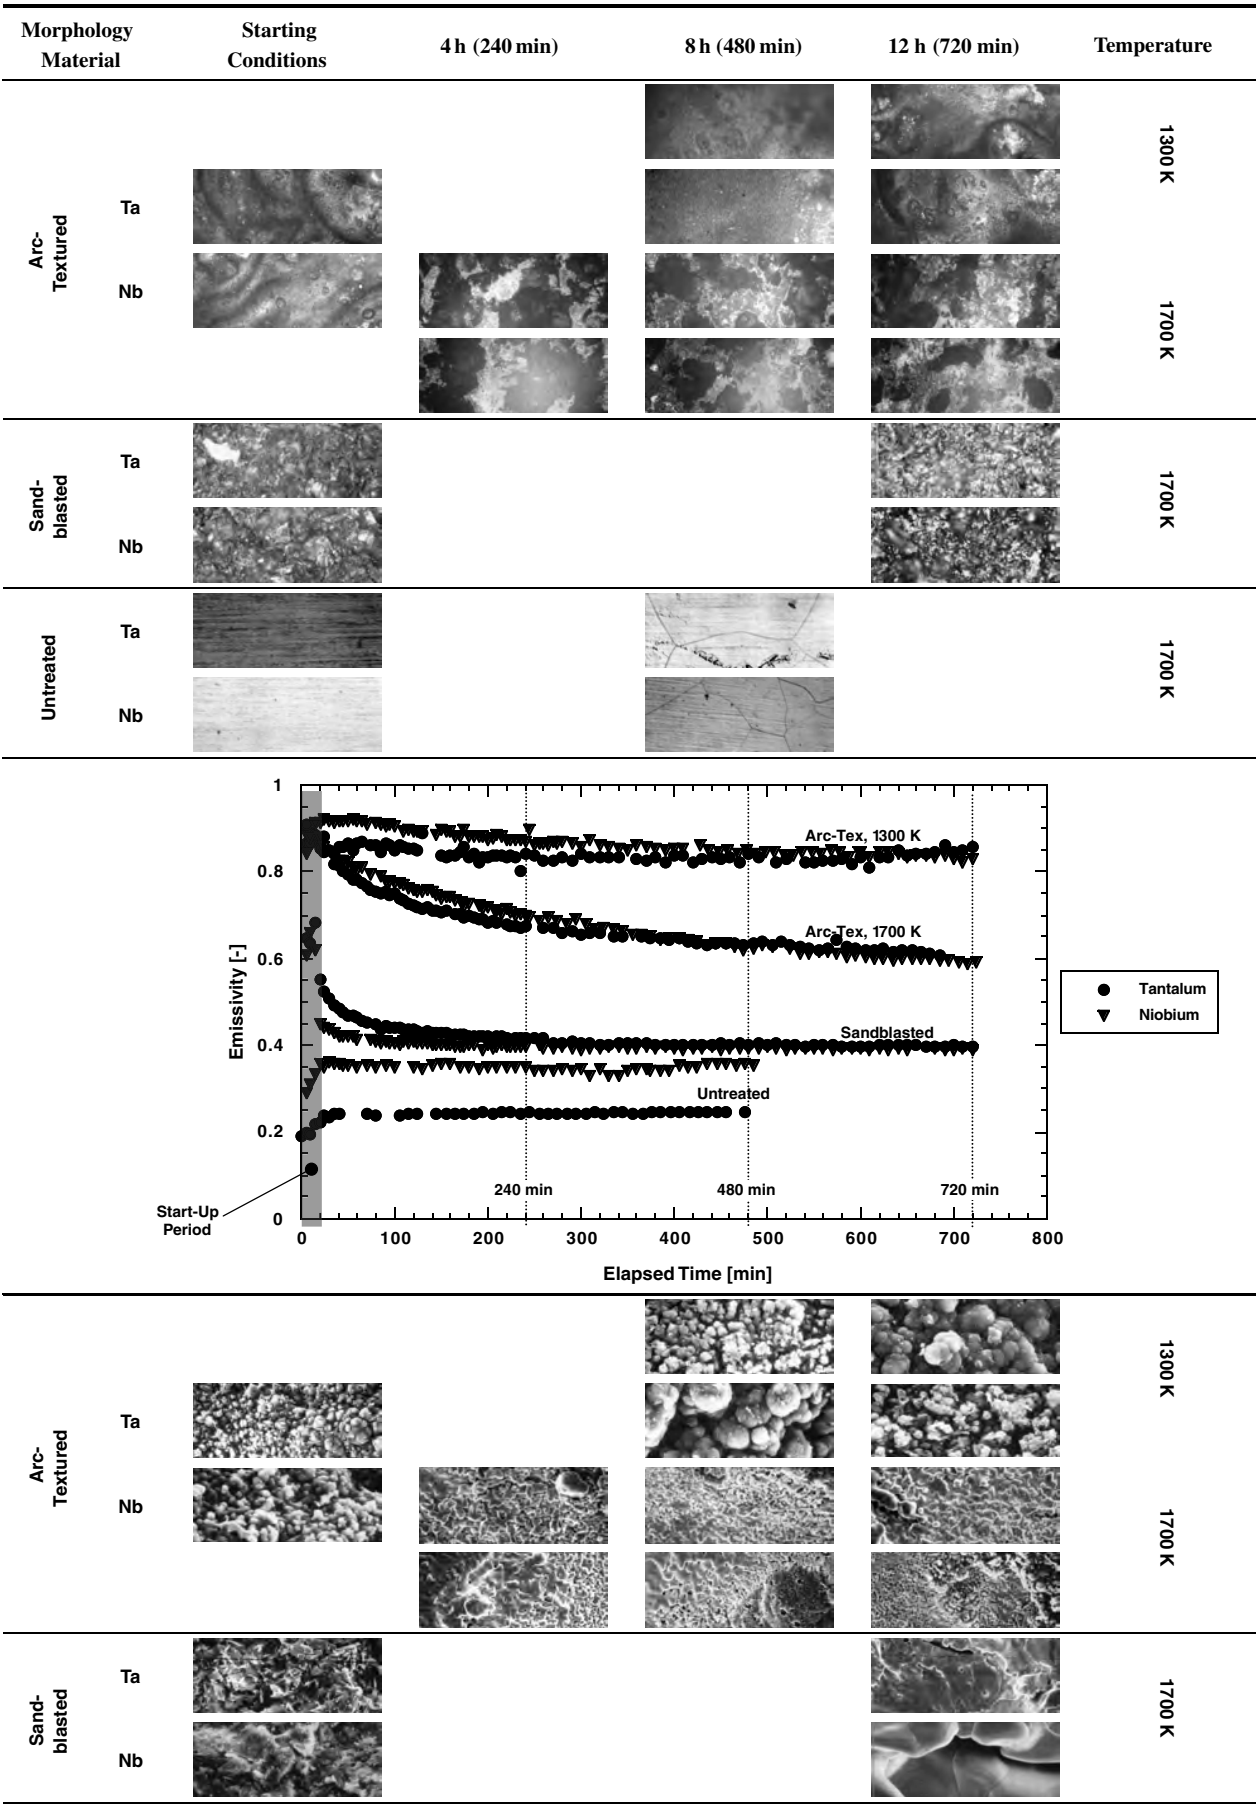 Morphology
Material
Starting
Conditions
4 h (240 min)
8 h (480 min)
12 h (720 min)
Temperature
Arc-
Textured
Ta
Nb
1300 K
1700 K
Sand-
blasted
Ta
Nb
1700 K
Untreated
Ta
Nb
1700 K
1
0.8
0.6
0.4
0.2
0
Emissivity [-]
Arc-Tex, 1300 K
Arc-Tex, 1700 K
Sandblasted
Untreated
240 min
480 min
720 min
Start-Up
Period
0 100 200 300 400 500 600 700 800
Elapsed Time [min]
Tantalum
Niobium
Arc-
Textured
Ta
Nb
1300 K
1700 K
Sand-
blasted
Ta
Nb
1700 K